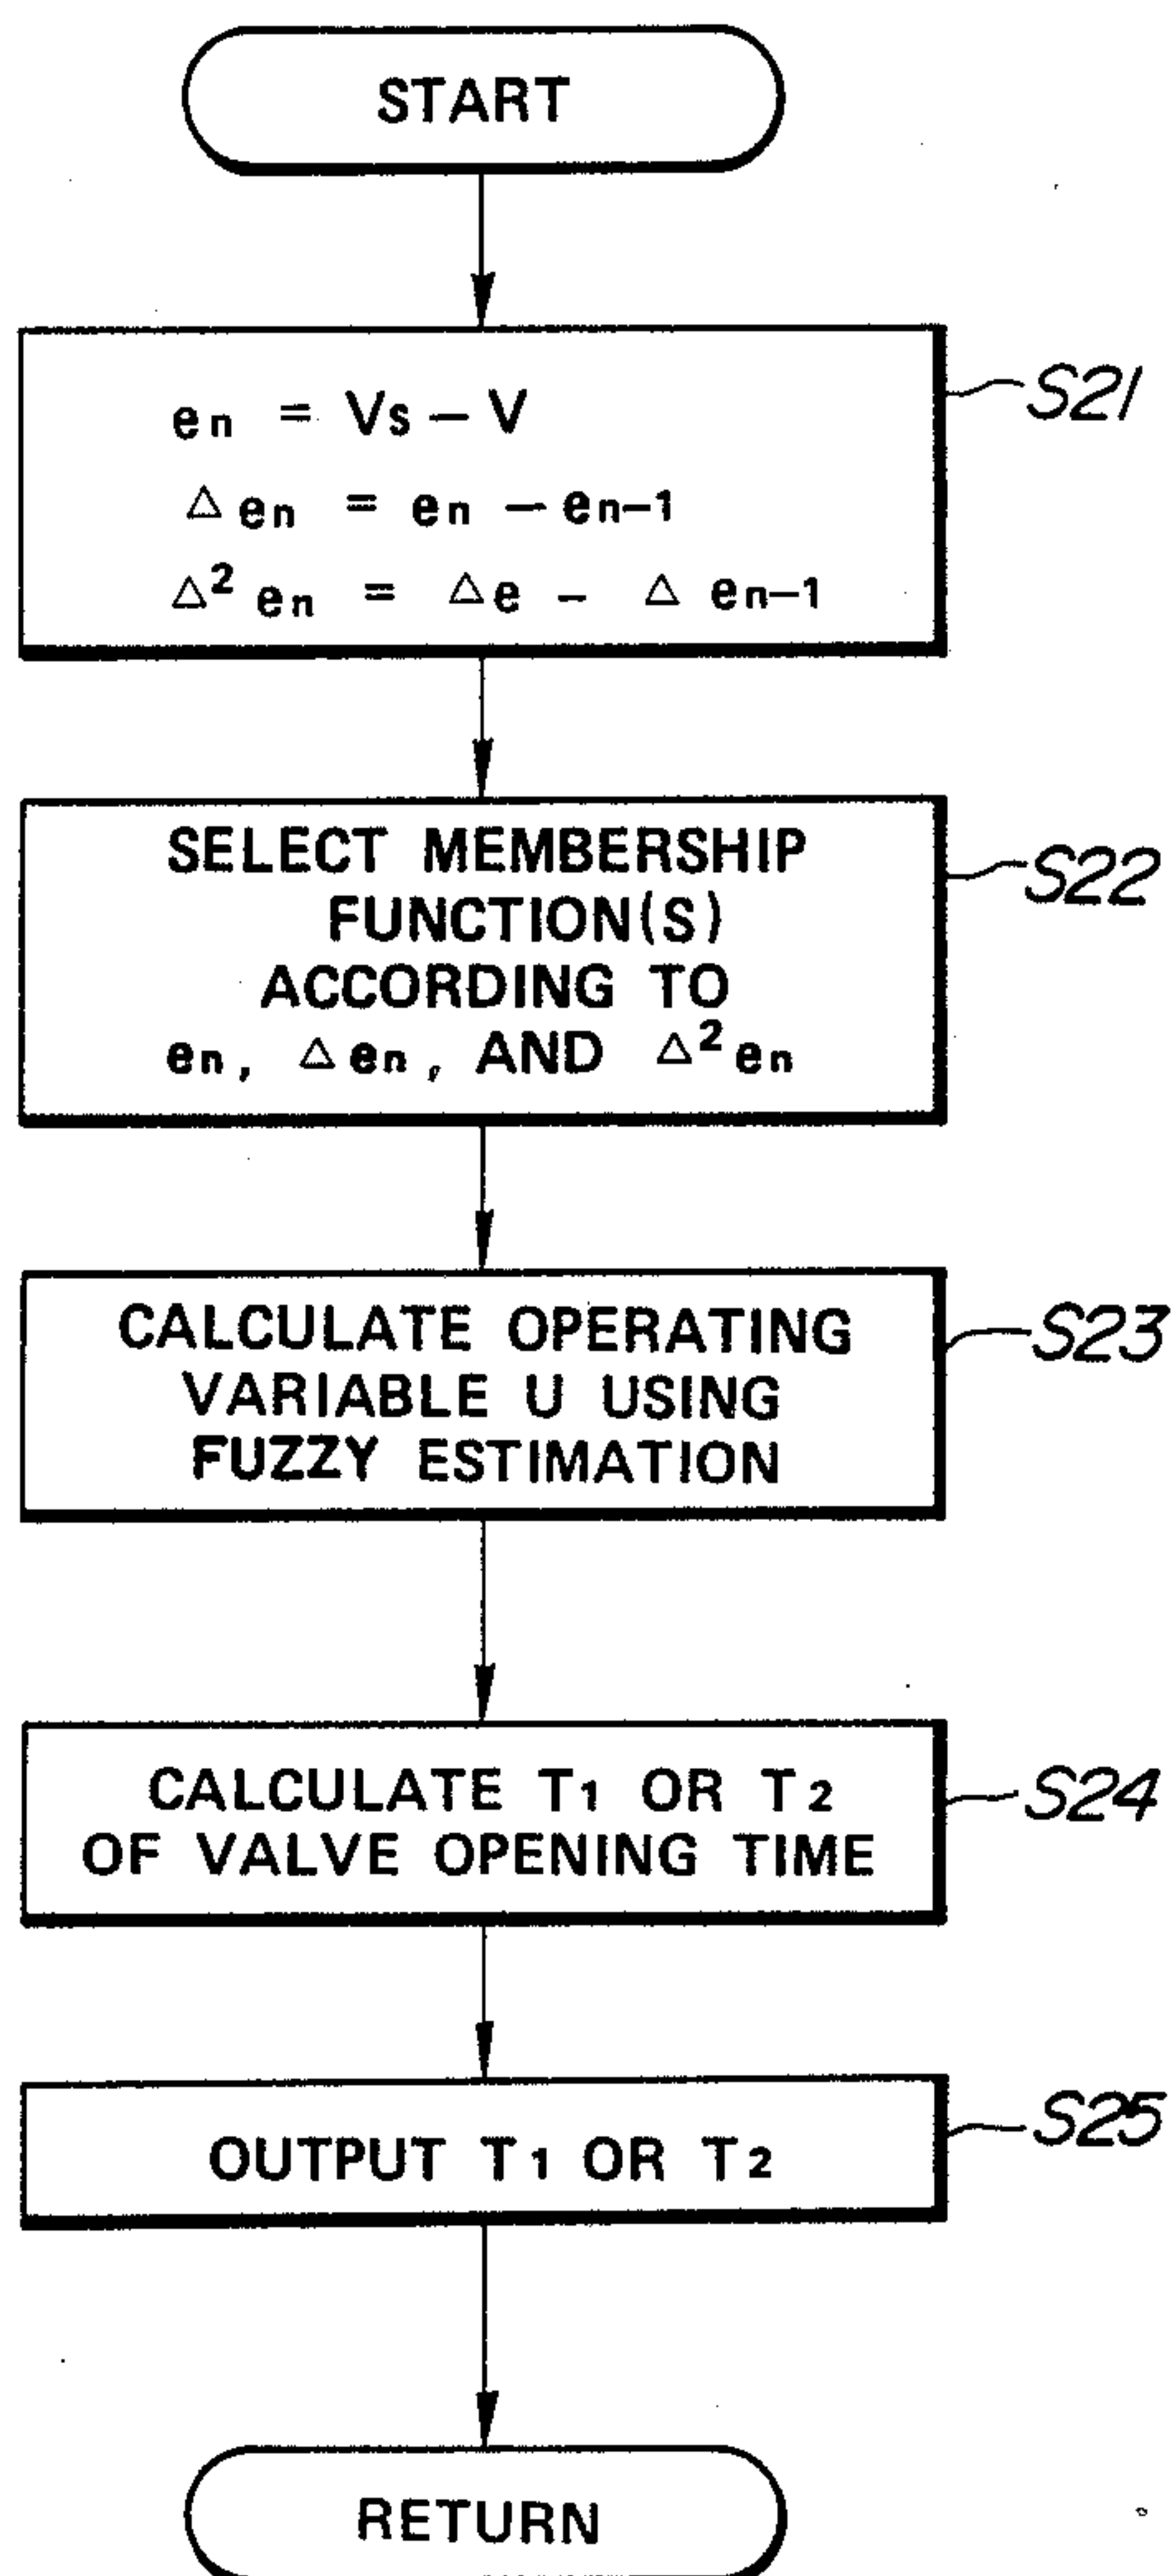 START
eₙ = Vs – V
△eₙ = eₙ – eₙ₋₁
△² eₙ = △e – △ eₙ₋₁
S21
SELECT MEMBERSHIP
FUNCTION(S)
ACCORDING TO
eₙ, △eₙ, AND △²eₙ
S22
CALCULATE OPERATING
VARIABLE U USING
FUZZY ESTIMATION
S23
CALCULATE T₁ OR T₂
OF VALVE OPENING TIME
S24
OUTPUT T₁ OR T₂
S25
RETURN